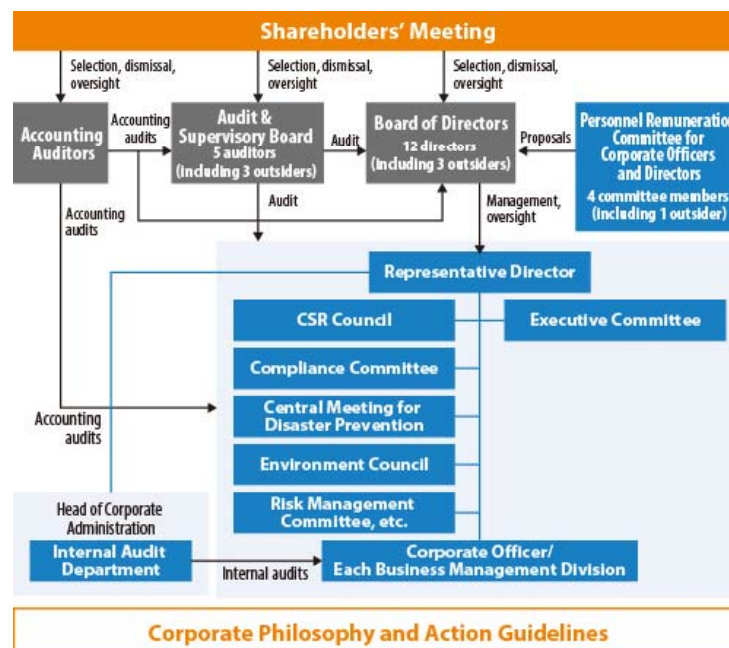 Shareholders' Meeting
Selection, dismissal,
oversight
Selection, dismissal,
oversight
Selection, dismissal,
oversight
Accounting
Auditors
Accounting
audits
Audit &
Supervisory Board
5 auditors
(including 3 outsiders)
Audit
Board of Directors
12 directors
(including 3 outsiders)
Proposals
Personnel Remuneration
Committee for
Corporate Officers
and Directors
4 committee members
(including 1 outsider)
Accounting
audits
Audit
Management,
oversight
Representative Director
CSR Council
Executive Committee
Compliance Committee
Central Meeting for
Disaster Prevention
Accounting
audits
Environment Council
Risk Management
Committee, etc.
Head of Corporate
Administration
Internal Audit
Department
Internal audits
Corporate Officer/
Each Business Management Division
Corporate Philosophy and Action Guidelines